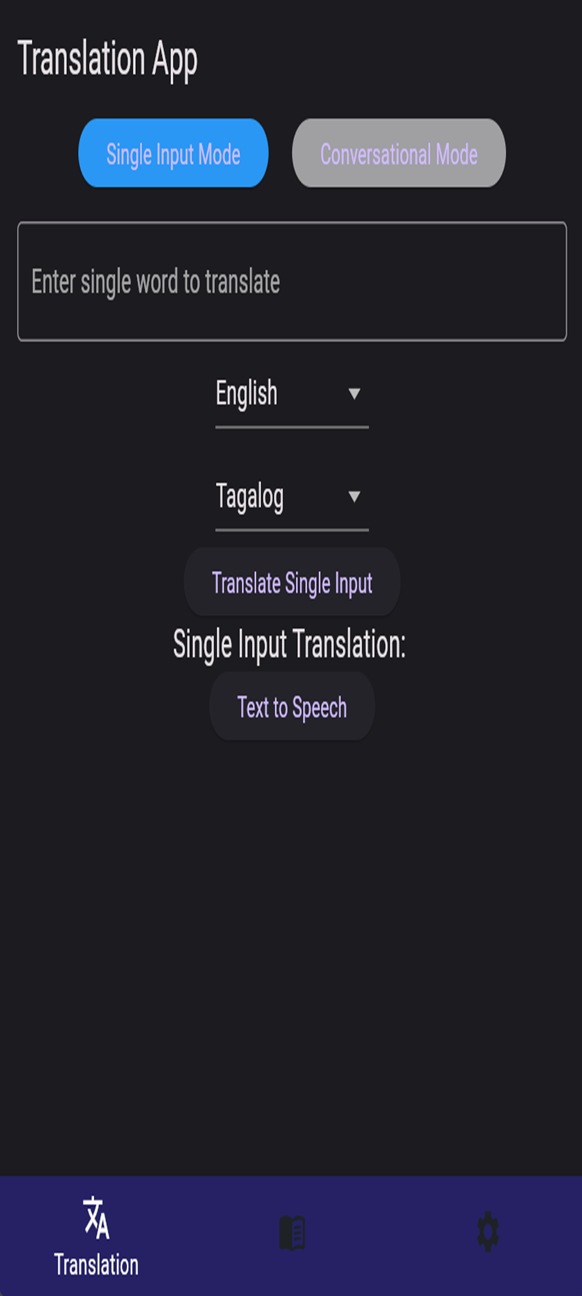 Translation App
Single Input Mode
Conversational Mode
Enter single word to translate
English
Tagalog
Translate Single Input
Single Input Translation:
Text to Speech
Translation